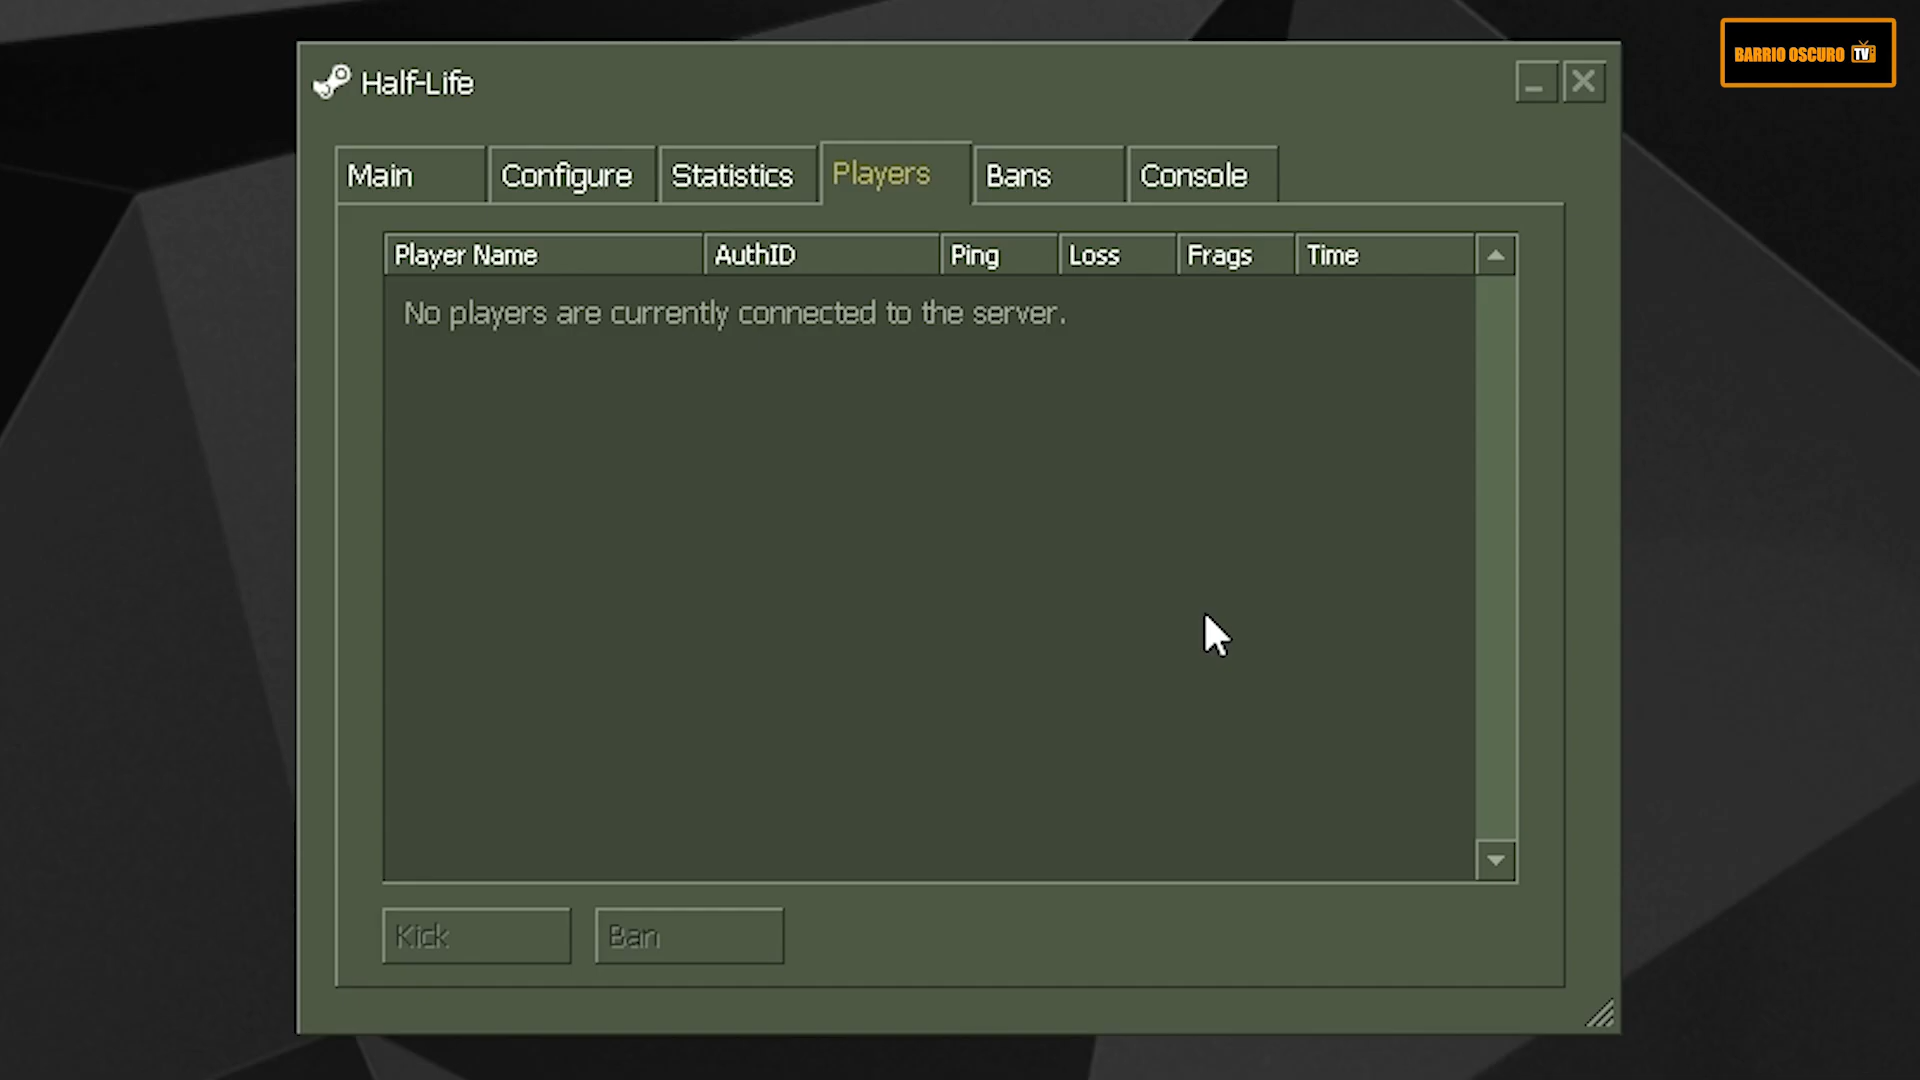 BARRIO OSCURO TV
Half-Life
Main Configure Statistics Players Bans Console
Player Name AuthID Ping Loss Frags Time
No players are currently connected to the server.
Kick Ban